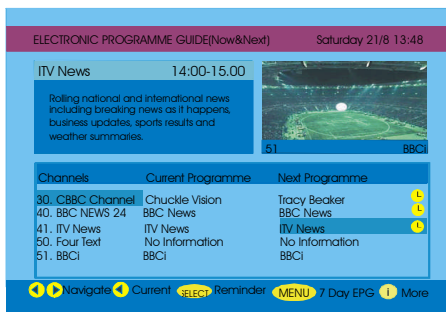 ELECTRONIC PROGRAMME GUIDE(Now&Next) Saturday 21/8 13:48
ITV News 14:00-15.00
Rolling national and international news
including breaking news as it happens,
business updates, sports results and
weather summaries.
51 BBCi
Channels Current Programme Next Programme
30. CBBC Channel Chuckle Vision Tracy Beaker
40. BBC NEWS 24 BBC News BBC News
41. ITV News ITV News ITV News
50. Four Text No Information No Information
51. BBCi BBCi BBCi
Navigate Current SELECT Reminder MENU 7 Day EPG i More